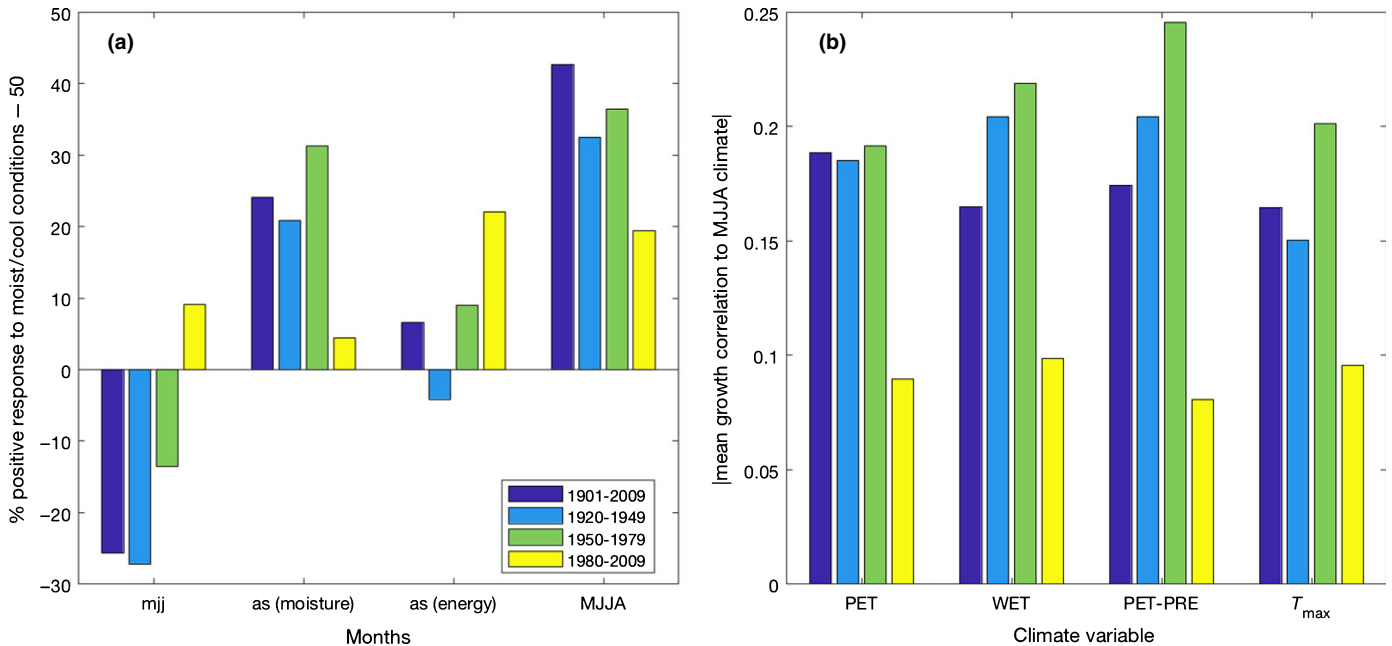 (a)
% positive response to moist/cool conditions – 50
50
40
30
20
10
0
–10
–20
–30
mjj
as (moisture)
as (energy)
MJJA
Months
1901-2009
1920-1949
1950-1979
1980-2009
(b)
|mean growth correlation to MJJA climate|
0.25
0.2
0.15
0.1
0.05
0
PET
WET
PET-PRE
Tmax
Climate variable